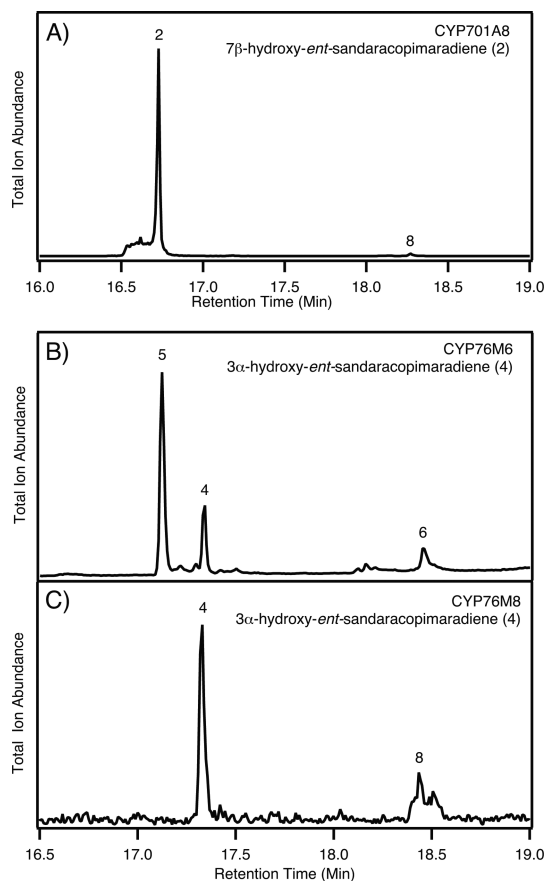 A)
CYP701A8
7β-hydroxy-ent-sandaracopimaradiene (2)
2
8
Total Ion Abundance
16.0 16.5 17.0 17.5 18.0 18.5 19.0
Retention Time (Min)
B)
CYP76M6
3α-hydroxy-ent-sandaracopimaradiene (4)
5
4
6
Total Ion Abundance
C)
CYP76M8
3α-hydroxy-ent-sandaracopimaradiene (4)
4
8
Total Ion Abundance
16.5 17.0 17.5 18.0 18.5 19.0
Retention Time (Min)